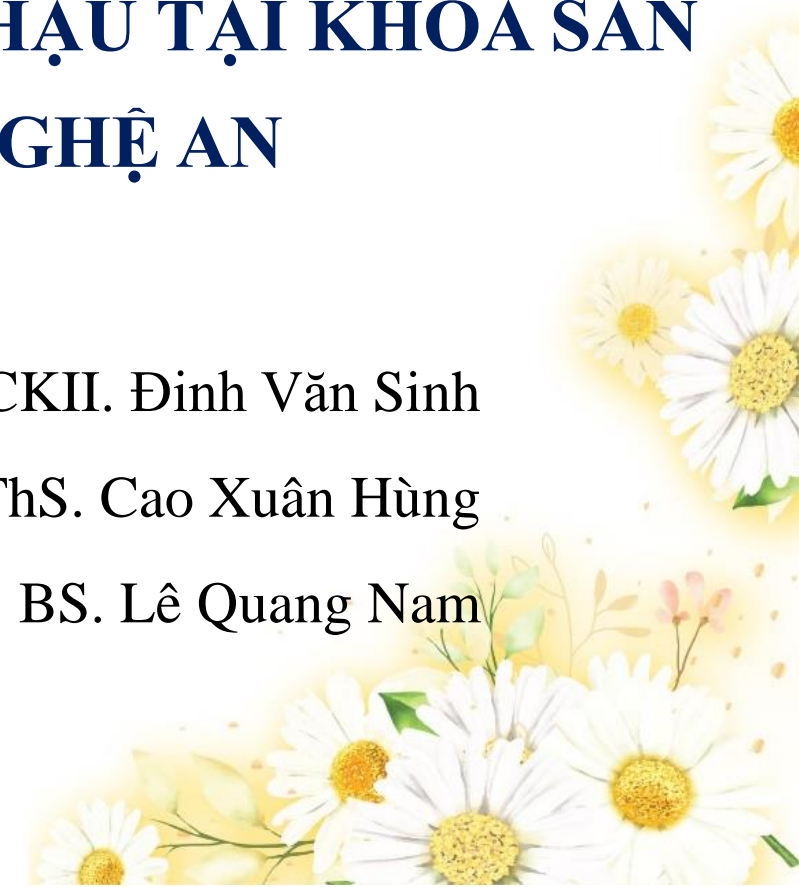 HẬU TẠI KHOA SẢN
GHỆ AN
CKII. Đinh Văn Sinh
ThS. Cao Xuân Hùng
BS. Lê Quang Nam